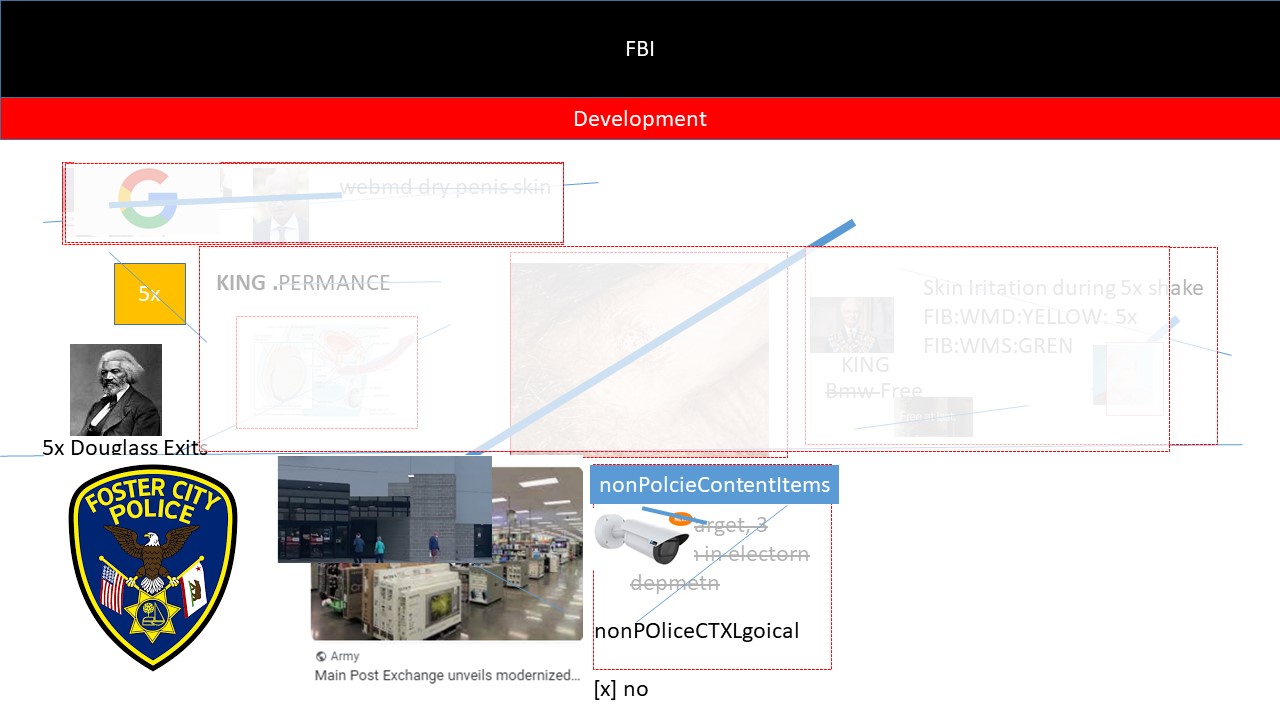 FBI
Development
webmd dry penis skin
5x
KING .PERMANCE
Skin Iritation during 5x shake
FIB:WMD:YELLOW: 5x
FIB:WMS:GREN
KING
Bmw Free
5x Douglass Exits
FOSTER CITY
POLICE
nonPolcieContentItems
arget, 3
in electorn
depmetn
nonPOliceCTXLgoical
Army
Main Post Exchange unveils modernized...
[x] no